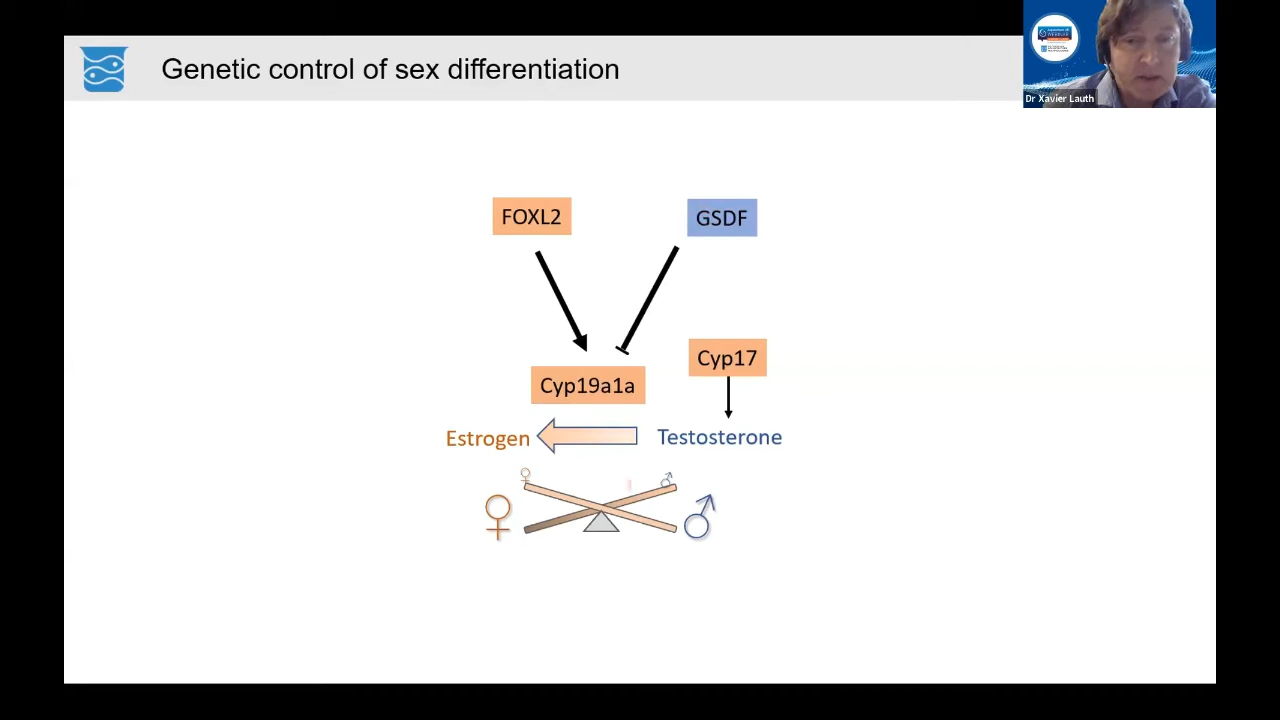 Genetic control of sex differentiation
Dr Xavier Lauth
FOXL2
GSDF
Cyp17
Cyp19a1a
Estrogen
Testosterone